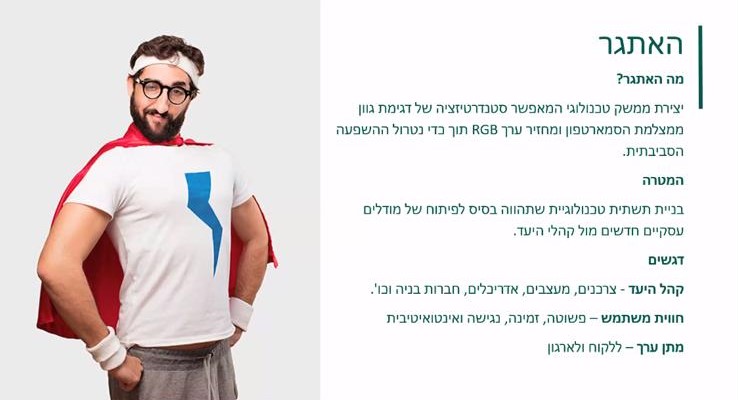 האתגר
מה האתגר?
יצירת ממשק טכנולוגי המאפשר סטנדרטיזציה של דגימת גוון
ממצלמת הסמארטפון ומחזיר ערך RGB תוך כדי נטרול ההשפעה
הסביבתית.
המטרה
בניית תשתית טכנולוגיית שתהווה בסיס לפיתוח של מודלים
עסקיים חדשים מול קהלי היעד.
דגשים
קהל היעד - צרכנים, מעצבים, אדריכלים, חברות בניה וכו'.
חווית משתמש – פשוטה, זמינה, נגישה ואינטואיטיבית
מתן ערך – ללקוח ולארגון